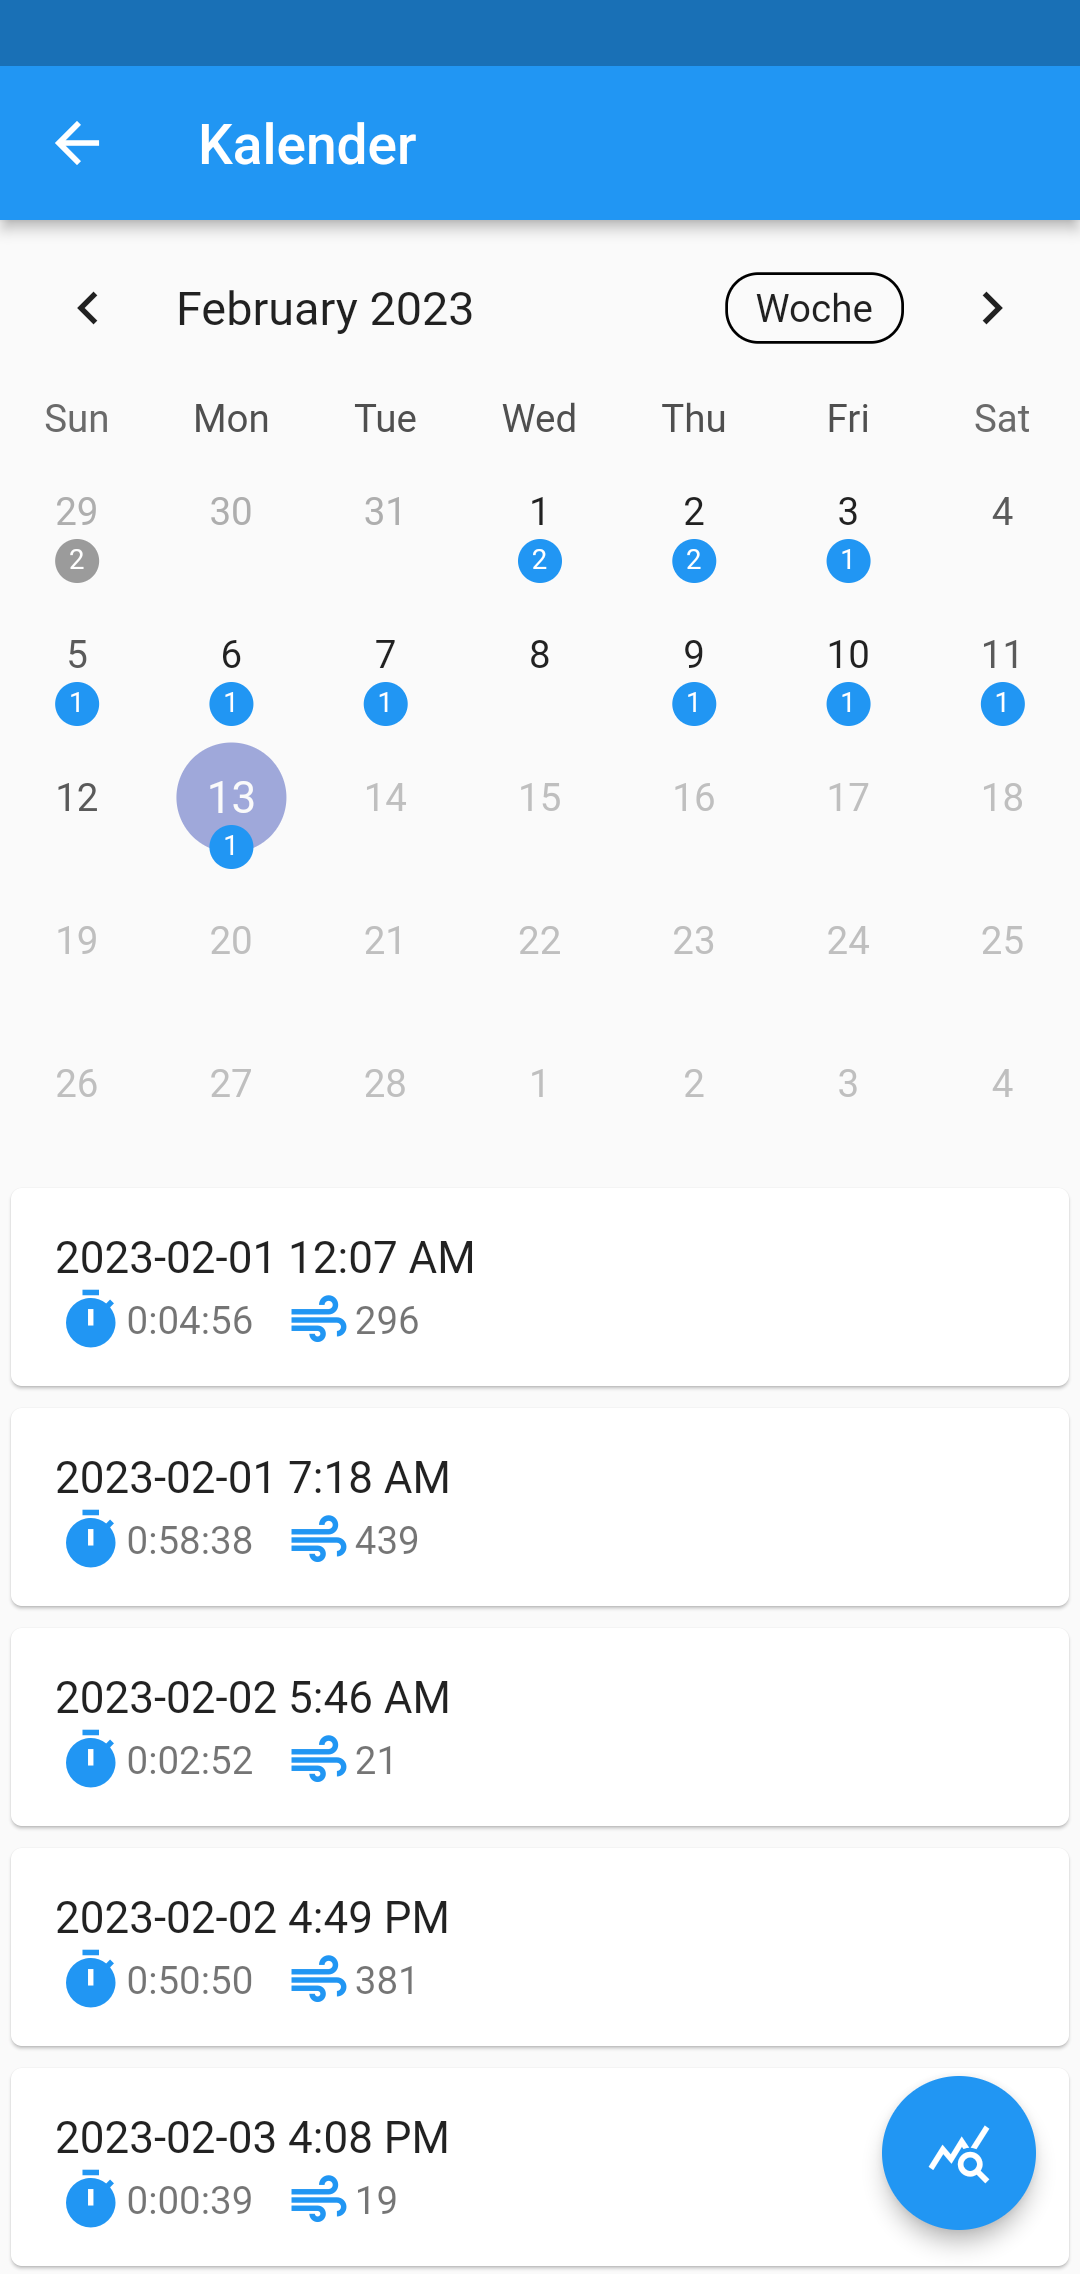 Kalender
February 2023 Woche
Sun Mon Tue Wed Thu Fri Sat
29 30 31 1 2 3 4
2 2 2 1
5 6 7 8 9 10 11
1 1 1 1 1 1
12 13 14 15 16 17 18
1
19 20 21 22 23 24 25
26 27 28 1 2 3 4
2023-02-01 12:07 AM
0:04:56 296
2023-02-01 7:18 AM
0:58:38 439
2023-02-02 5:46 AM
0:02:52 21
2023-02-02 4:49 PM
0:50:50 381
2023-02-03 4:08 PM
0:00:39 19